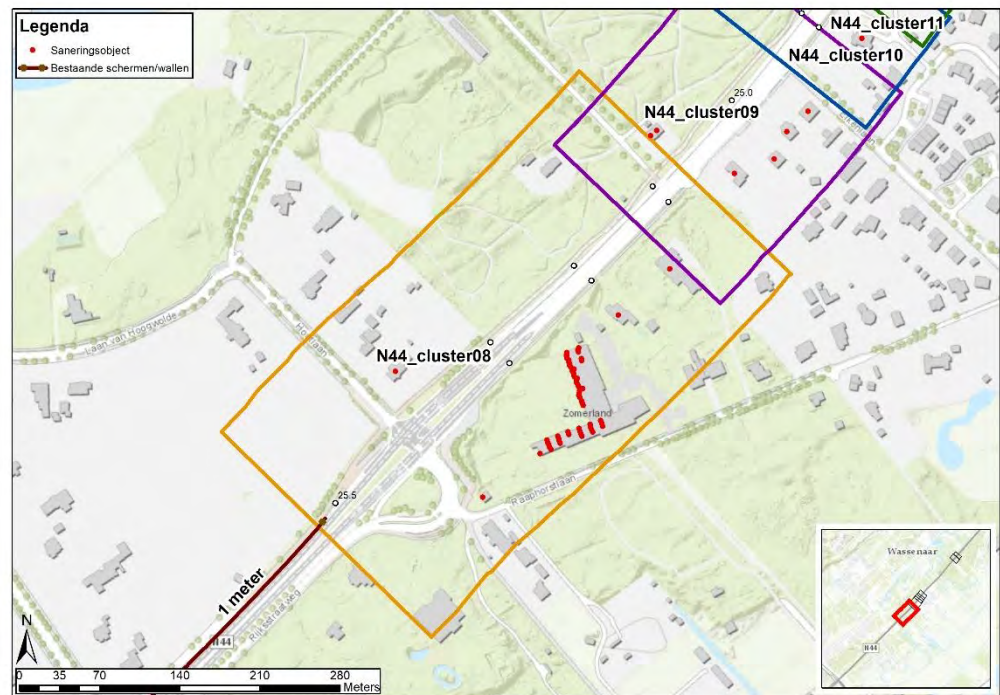 Legenda
Saneringsobject
Bestaande schermen/wallen
N44_cluster11
N44_cluster10
25.0
N44_cluster09
Laan van Hoogwolde
N44_cluster08
Zomerland
Raaphorstlaan
25.5
1 meter
Rijksstraatweg
N44
N
0 35 70 140 210 280
Meters
Wassenaar
N44